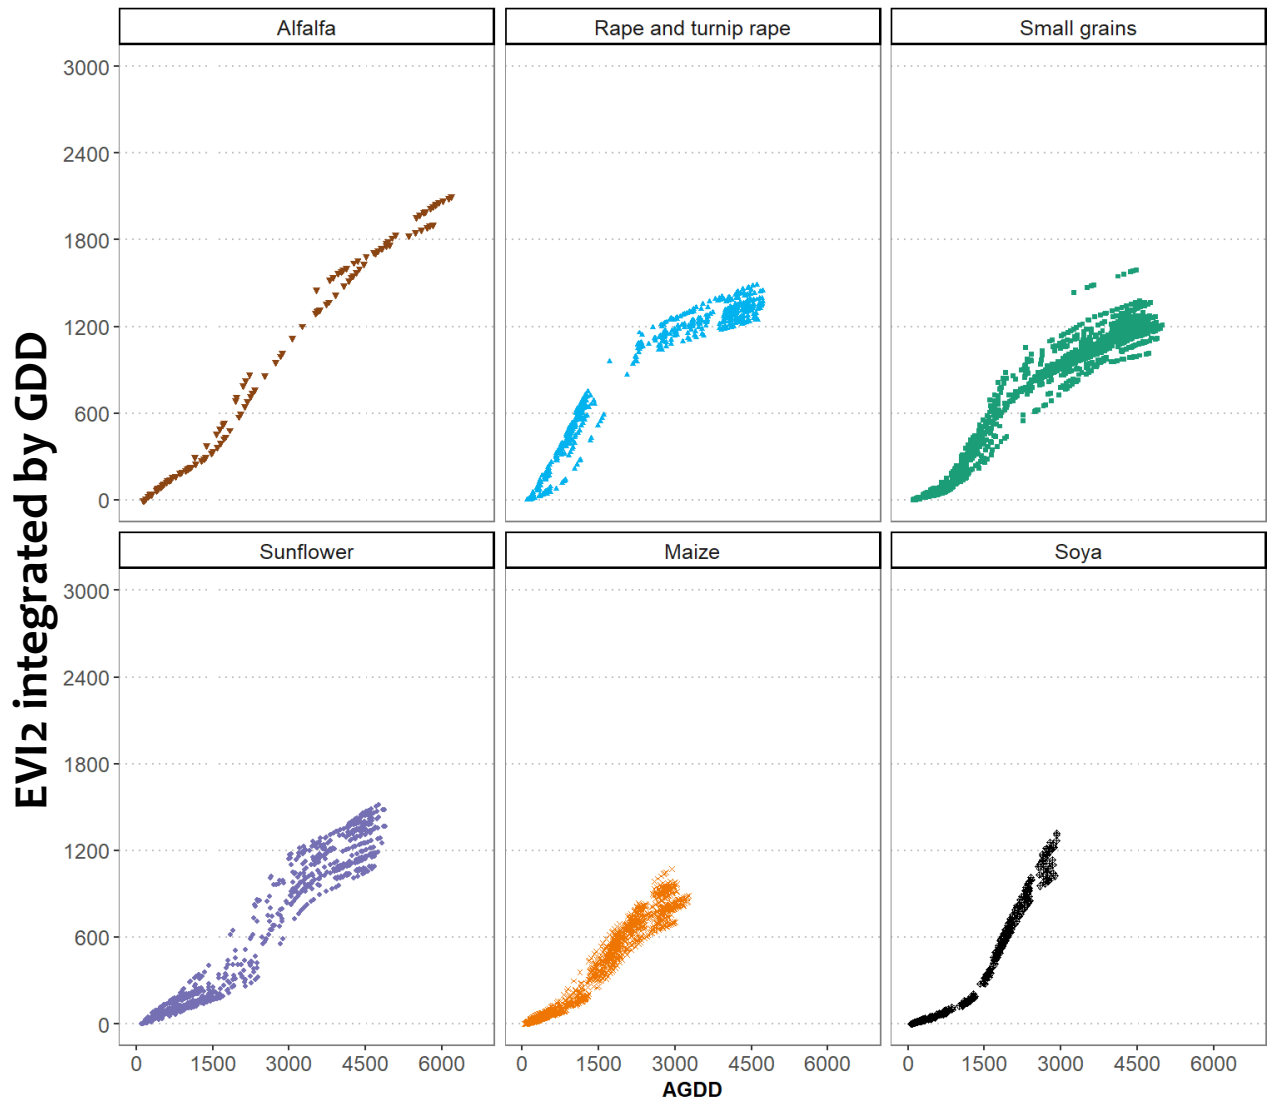 Alfalfa
Rape and turnip rape
Small grains
3000
2400
1800
1200
600
0
EVI2 integrated by GDD
Sunflower
Maize
Soya
3000
2400
1800
1200
600
0
0 1500 3000 4500 6000
0 1500 3000 4500 6000
0 1500 3000 4500 6000
AGDD